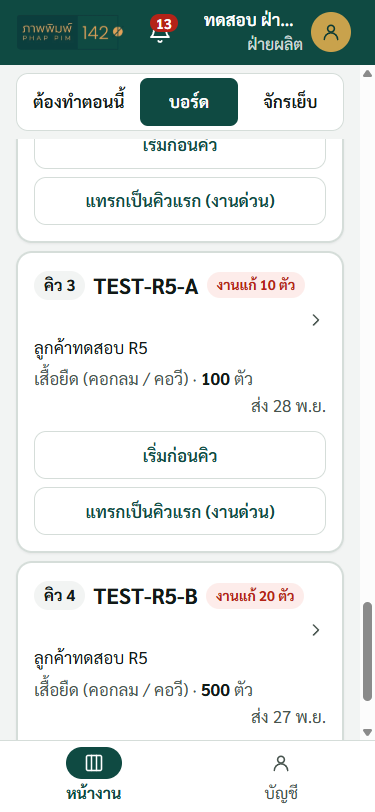 ภาพพิมพ์
PHAP PIM
142
13
ทดสอบ ฝ่า...
ฝ่ายผลิต
ต้องทำตอนนี้
บอร์ด
จักรเย็บ
เริ่มก่อนคิว
แทรกเป็นคิวแรก (งานด่วน)
คิว 3 TEST-R5-A งานแก้ 10 ตัว
ลูกค้าทดสอบ R5
เสื้อยืด (คอกลม / คอวี) · 100 ตัว
ส่ง 28 พ.ย.
เริ่มก่อนคิว
แทรกเป็นคิวแรก (งานด่วน)
คิว 4 TEST-R5-B งานแก้ 20 ตัว
ลูกค้าทดสอบ R5
เสื้อยืด (คอกลม / คอวี) · 500 ตัว
ส่ง 27 พ.ย.
หน้างาน
บัญชี